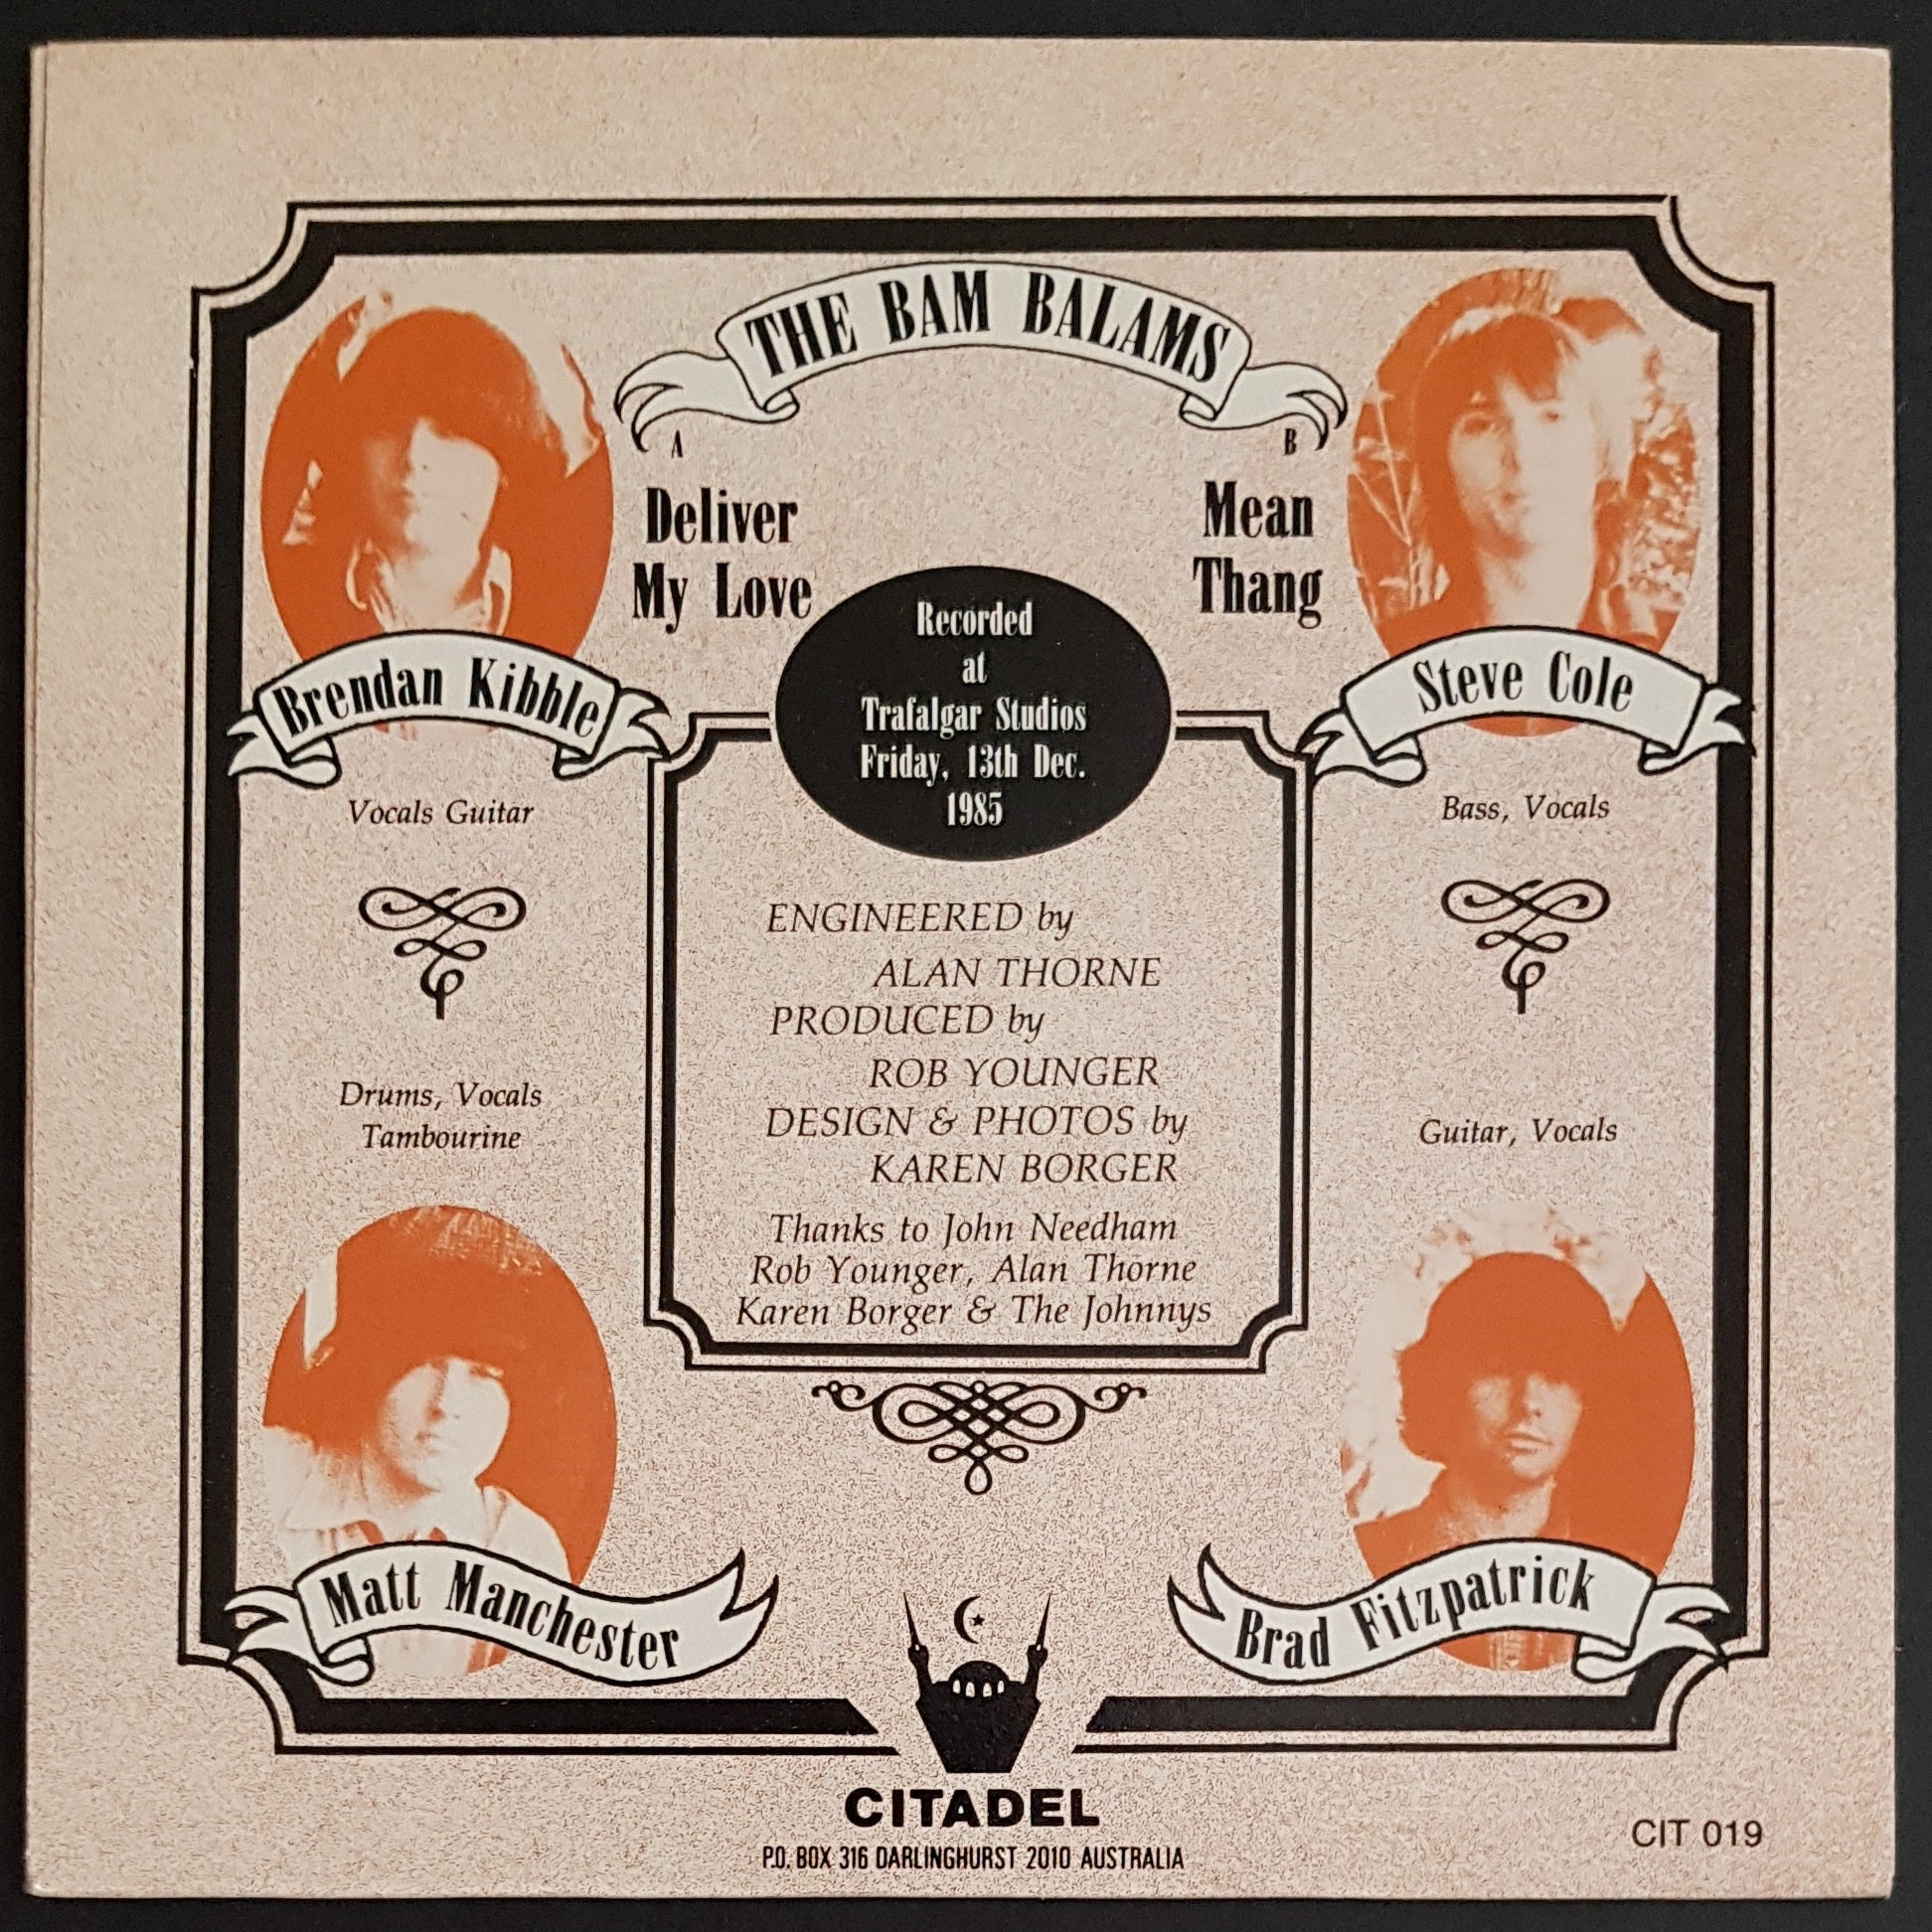 THE BAM BALAMS
A
Deliver
My Love
B
Mean
Thang
Brendan Kibble
Vocals Guitar
Steve Cole
Bass, Vocals
Recorded
at
Trafalgar Studios
Friday, 13th Dec.
1985
ENGINEERED by
ALAN THORNE
PRODUCED by
ROB YOUNGER
DESIGN & PHOTOS by
KAREN BORGER
Thanks to John Needham
Rob Younger, Alan Thorne
Karen Borger & The Johnnys
Drums, Vocals
Tambourine
Matt Manchester
Guitar, Vocals
Brad Fitzpatrick
CITADEL
P.O. BOX 316 DARLINGHURST 2010 AUSTRALIA
CIT 019